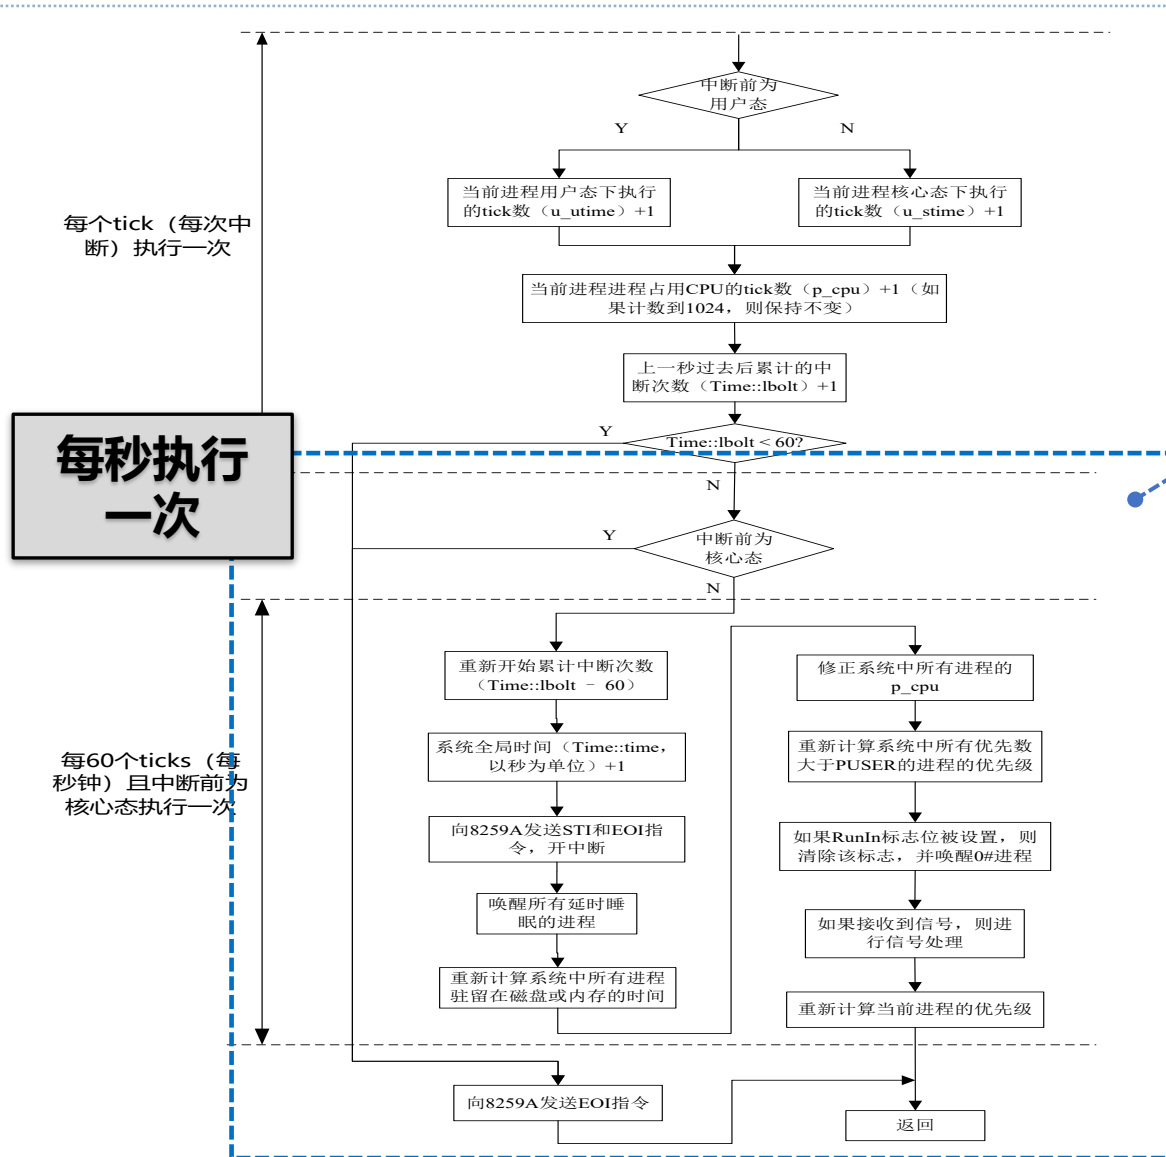 中断前为
用户态
Y
N
当前进程用户态下执行
的tick数（u_utime）+1
当前进程核心态下执行
的tick数（u_stime）+1
每个tick（每次中
断）执行一次
当前进程进程占用CPU的tick数（p_cpu）+1（如
果计数到1024，则保持不变）
上一秒过去后累计的中
断次数（Time::lbolt）+1
每秒执行
一次
Y
Time::lbolt < 60?
N
Y
中断前为
核心态
N
重新开始累计中断次数
（Time::lbolt - 60）
系统全局时间（Time::time，
以秒为单位）+1
每60个ticks（每
秒钟）且中断前为
核心态执行一次
向8259A发送STI和EOI指
令，开中断
唤醒所有延时睡
眠的进程
重新计算系统中所有进程
驻留在磁盘或内存的时间
修正系统中所有进程的
p_cpu
重新计算系统中所有优先数
大于PUSER的进程的优先级
如果RunIn标志位被设置，则
清除该标志，并唤醒0#进程
如果接收到信号，则进
行信号处理
重新计算当前进程的优先级
向8259A发送EOI指令
返回